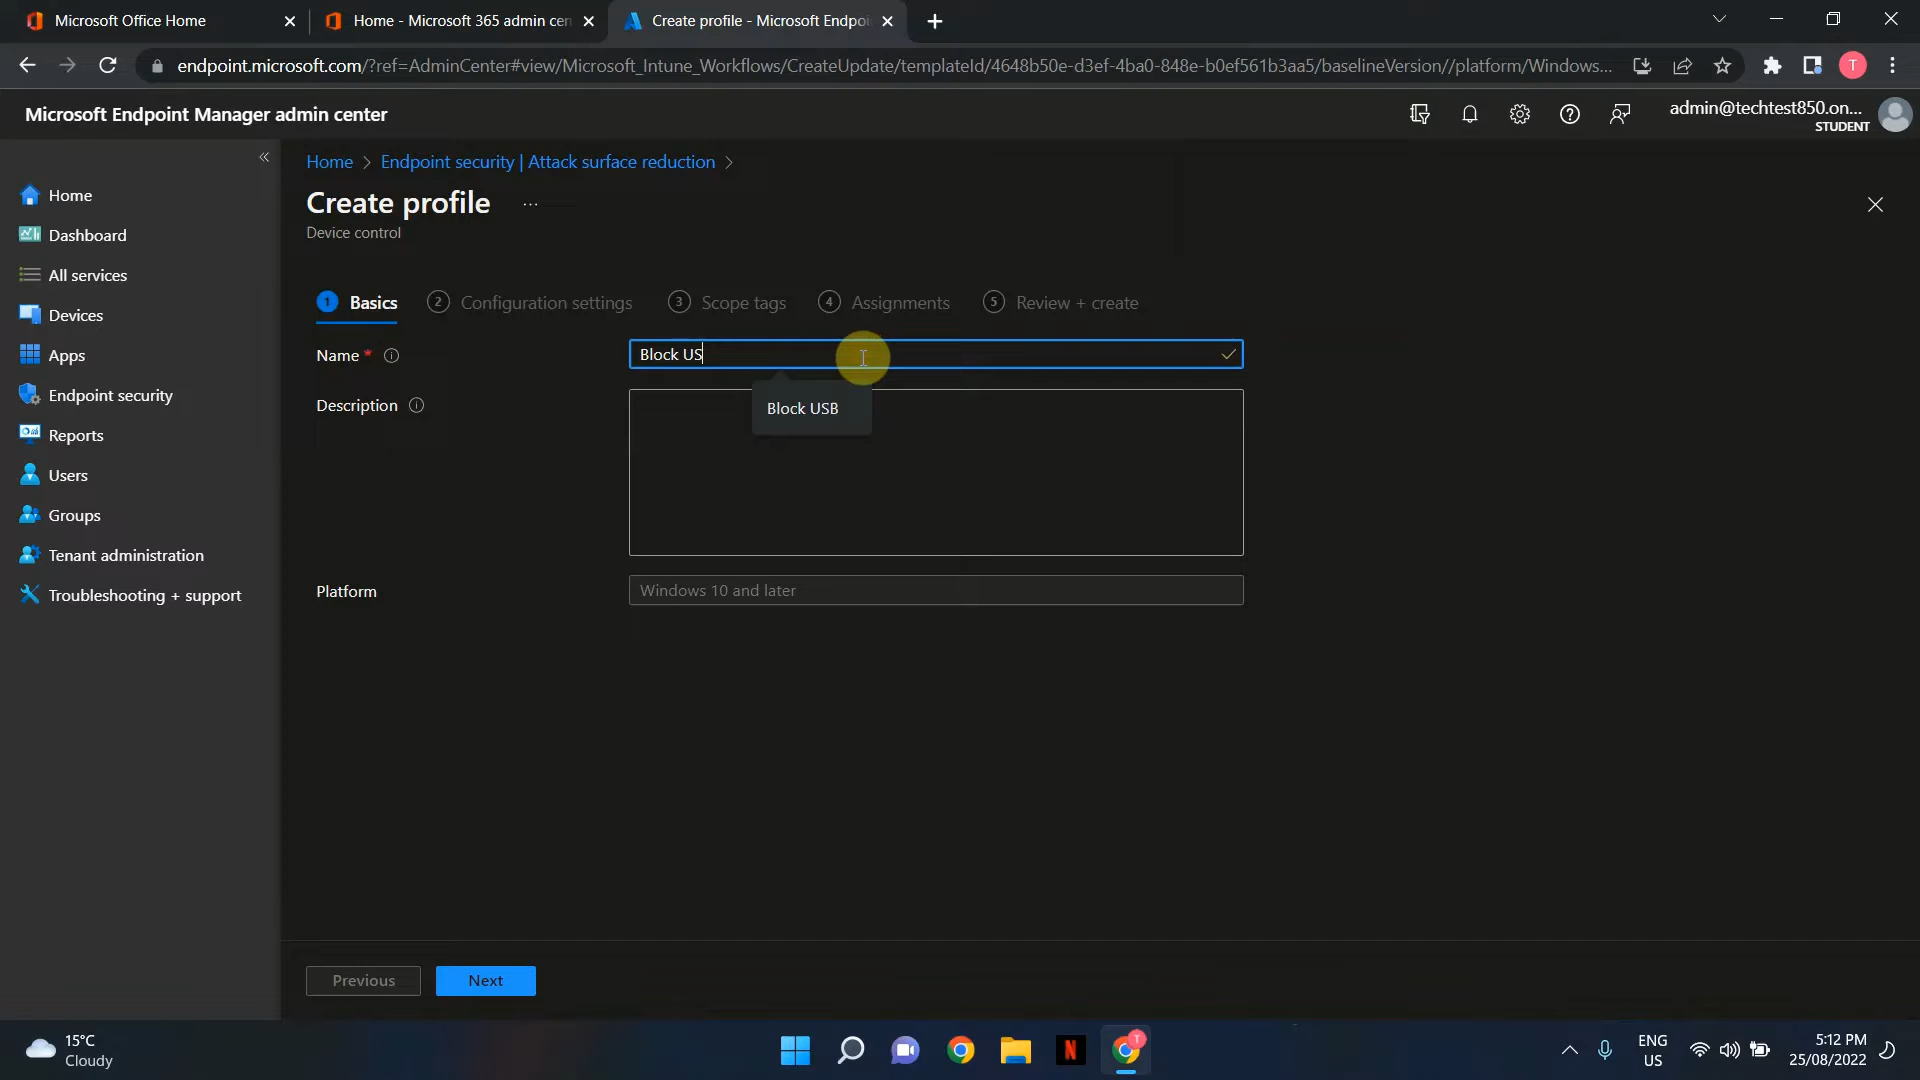 Microsoft Office Home
Home - Microsoft 365 admin cen
Create profile - Microsoft Endpoi
endpoint.microsoft.com/?ref=AdminCenter#view/Microsoft_Intune_Workflows/CreateUpdate/templateId/4648b50e-d3ef-4ba0-848e-b0ef561b3aa5/baselineVersion//platform/Windows...
T
Microsoft Endpoint Manager admin center
admin@techtest850.on...
STUDENT
Home
Dashboard
All services
Devices
Apps
Endpoint security
Reports
Users
Groups
Tenant administration
Troubleshooting + support
Home > Endpoint security | Attack surface reduction >
Create profile ...
Device control
1 Basics
2 Configuration settings
3 Scope tags
4 Assignments
5 Review + create
Name *
Block US
Block USB
Description
Platform
Windows 10 and later
Previous
Next
15°C
Cloudy
N
T
ENG
US
5:12 PM
25/08/2022